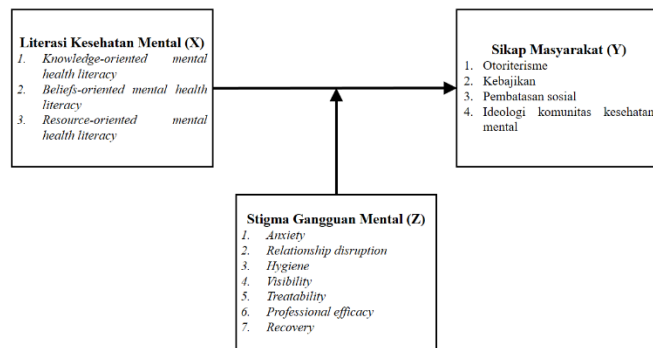 Literasi Kesehatan Mental (X)
1. Knowledge-oriented mental
health literacy
2. Beliefs-oriented mental health
literacy
3. Resource-oriented mental
health literacy
Sikap Masyarakat (Y)
1. Otoriterisme
2. Kebajikan
3. Pembatasan sosial
4. Ideologi komunitas kesehatan
mental
Stigma Gangguan Mental (Z)
1. Anxiety
2. Relationship disruption
3. Hygiene
4. Visibility
5. Treatability
6. Professional efficacy
7. Recovery